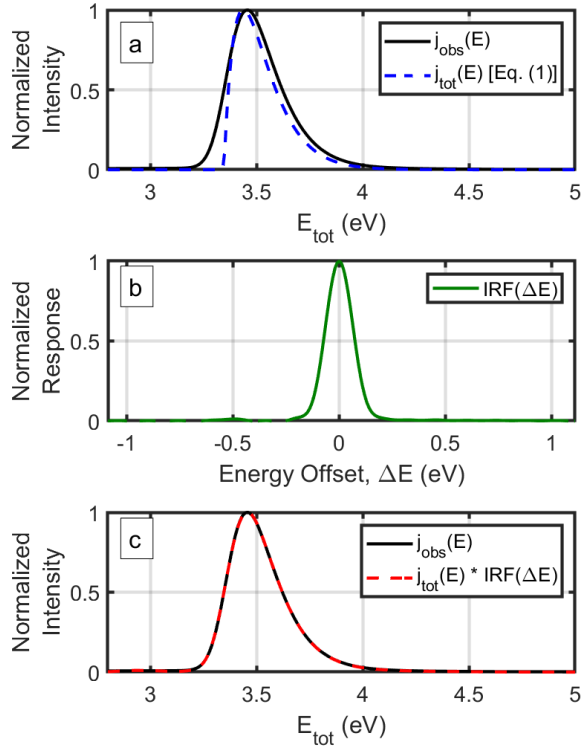 a
Normalized
Intensity
1
0.5
0
j_obs(E)
j_tot(E) [Eq. (1)]
3 3.5 4 4.5 5
E_tot (eV)
b
Normalized
Response
1
0.5
0
IRF(ΔE)
-1 -0.5 0 0.5 1
Energy Offset, ΔE (eV)
c
Normalized
Intensity
1
0.5
0
j_obs(E)
j_tot(E) * IRF(ΔE)
3 3.5 4 4.5 5
E_tot (eV)